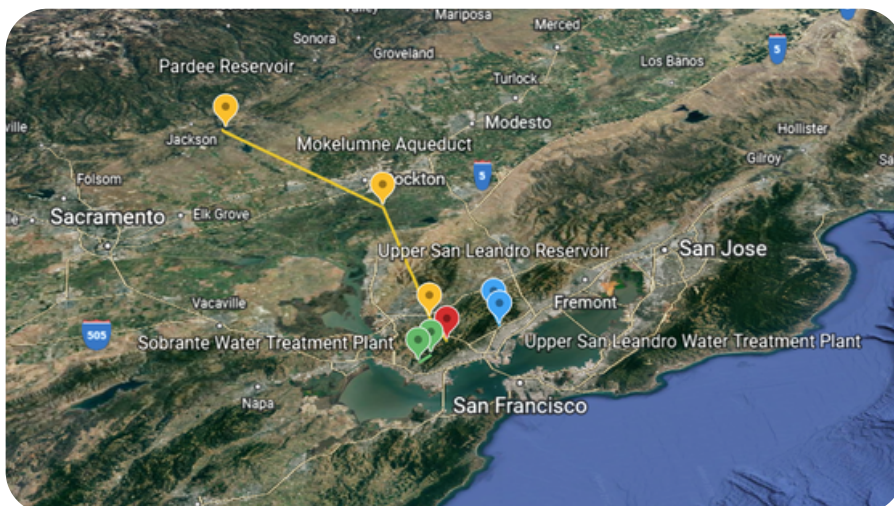 Mariposa
Merced
Sonora
Groveland
5
Los Banos
Pardee Reservoir
Turlock
Modesto
ville
Jackson
Mokelumne Aqueduct
Hollister
Gilroy
Folsom
ockton
5
Sacramento
Elk Grove
Upper San Leandro Reservoir
San Jose
Vacaville
Fremont
505
Sobrante Water Treatment Plant
Upper San Leandro Water Treatment Plant
Napa
San Francisco